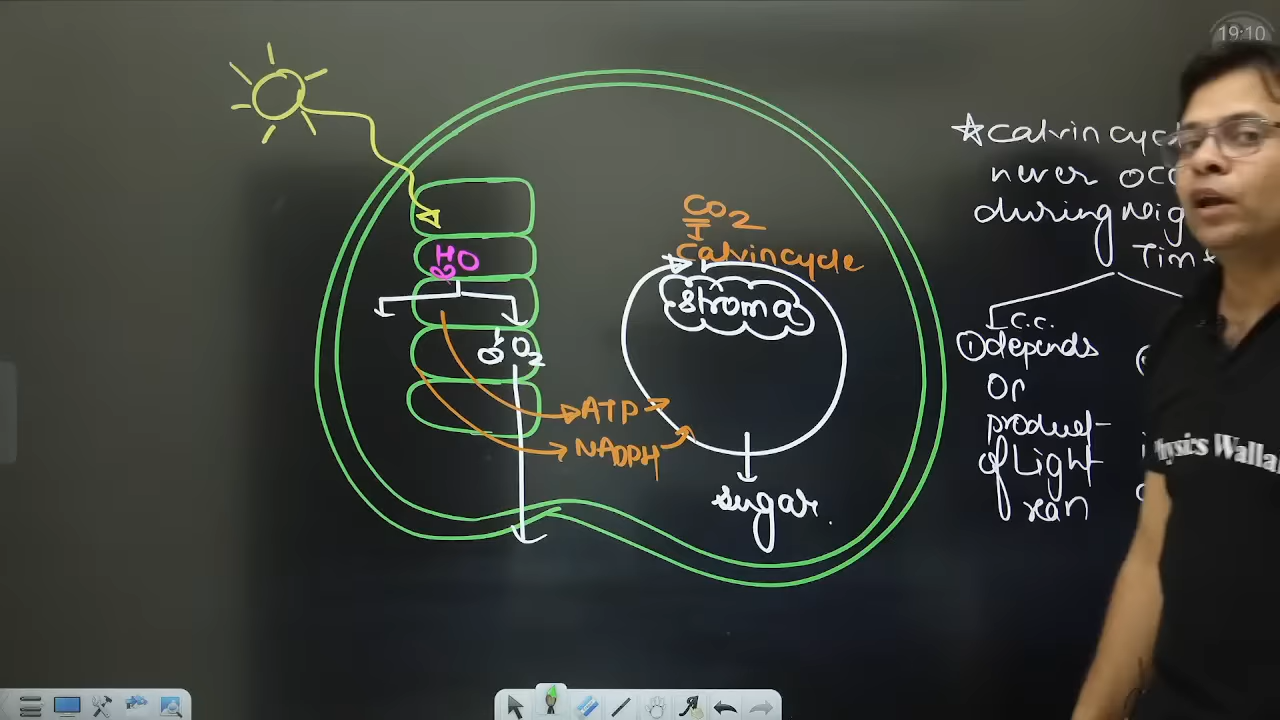 19:10
☆ Calvin cyc
never occ
during Nig
Tim
C.C.
① depends
or
product
of Light
rxn
H2O
O2
ATP
NADPH
CO2
Calvin cycle
stroma
sugar.
Physics Walla